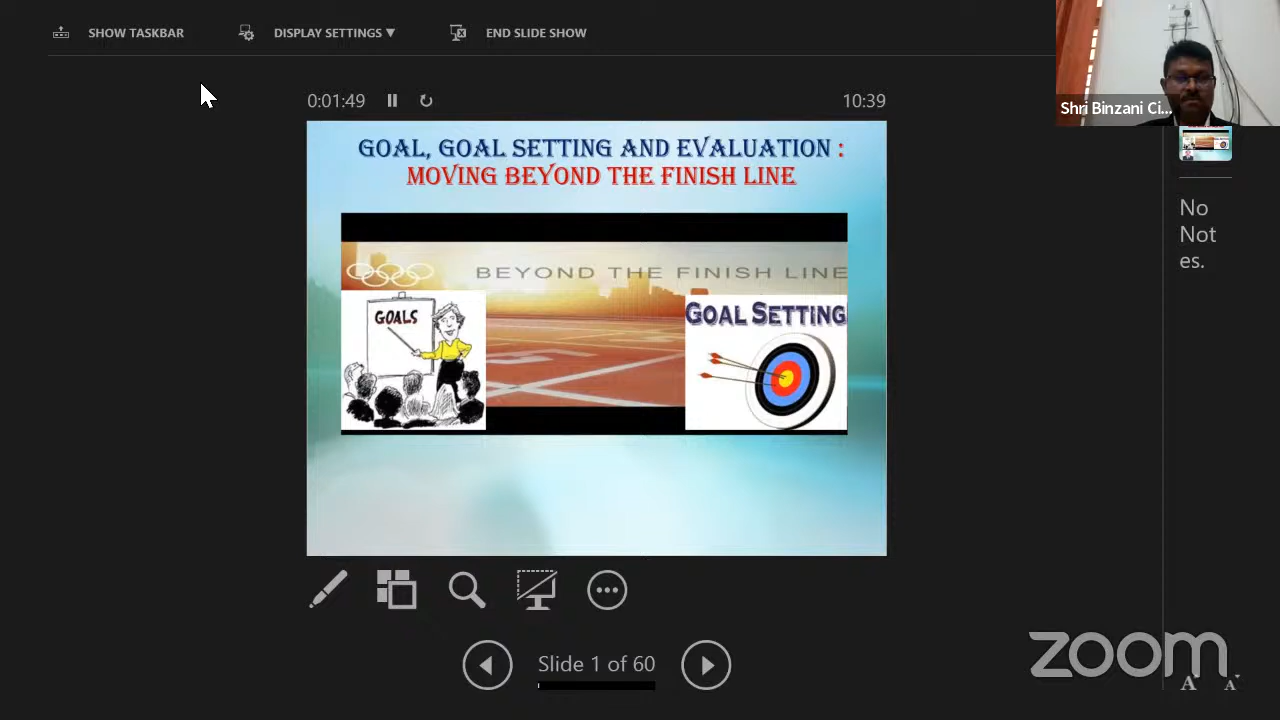 SHOW TASKBAR
DISPLAY SETTINGS ▼
END SLIDE SHOW
Shri Binzani Ci...
0:01:49
10:39
GOAL, GOAL SETTING AND EVALUATION :
MOVING BEYOND THE FINISH LINE
BEYOND THE FINISH LINE
GOALS
GOAL SETTING
No
Not
es.
Slide 1 of 60
zoom
A A